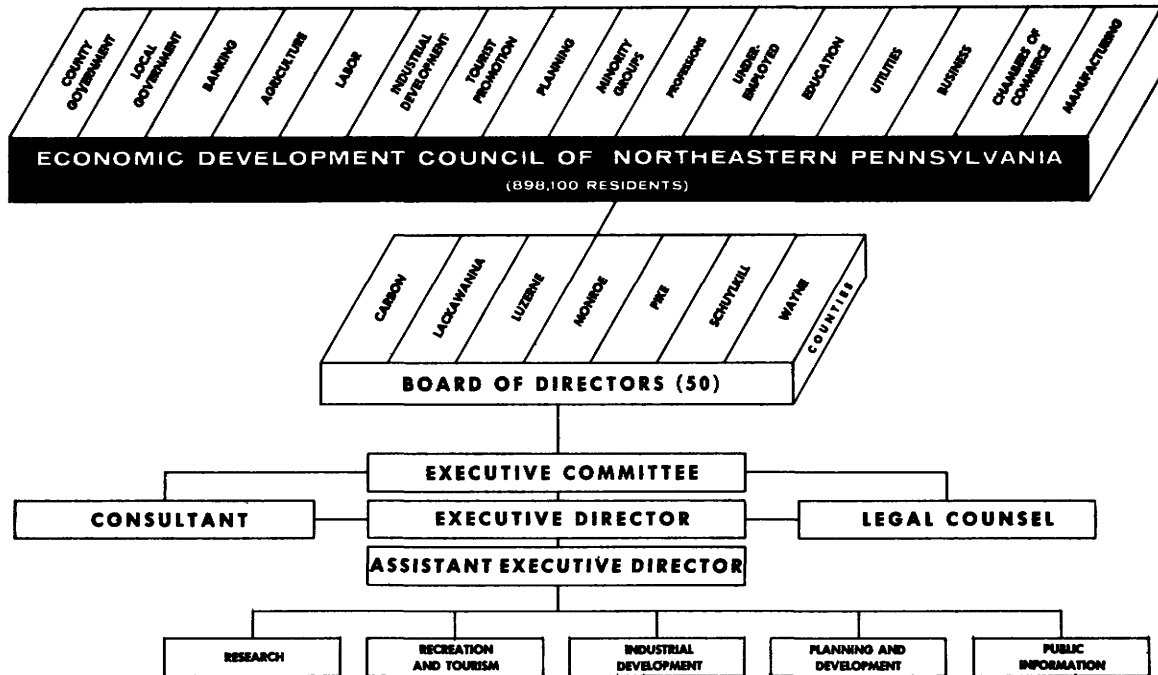 COUNTY
GOVERNMENT
LOCAL
GOVERNMENT
BANKING
AGRICULTURE
LABOR
INDUSTRIAL
DEVELOPMENT
TOURIST
PROMOTION
PLANNING
MINORITY
GROUPS
PROFESSIONS
UNDER-
EMPLOYED
EDUCATION
UTILITIES
BUSINESS
CHAMBERS OF
COMMERCE
MANUFACTURING
ECONOMIC DEVELOPMENT COUNCIL OF NORTHEASTERN PENNSYLVANIA
(898,100 RESIDENTS)
CARBON
LACKAWANNA
LUZERNE
MONROE
PIKE
SCHUYLKILL
WAYNE
COUNTIES
BOARD OF DIRECTORS (50)
EXECUTIVE COMMITTEE
CONSULTANT
EXECUTIVE DIRECTOR
LEGAL COUNSEL
ASSISTANT EXECUTIVE DIRECTOR
RESEARCH
RECREATION
AND TOURISM
INDUSTRIAL
DEVELOPMENT
PLANNING AND
DEVELOPMENT
PUBLIC
INFORMATION